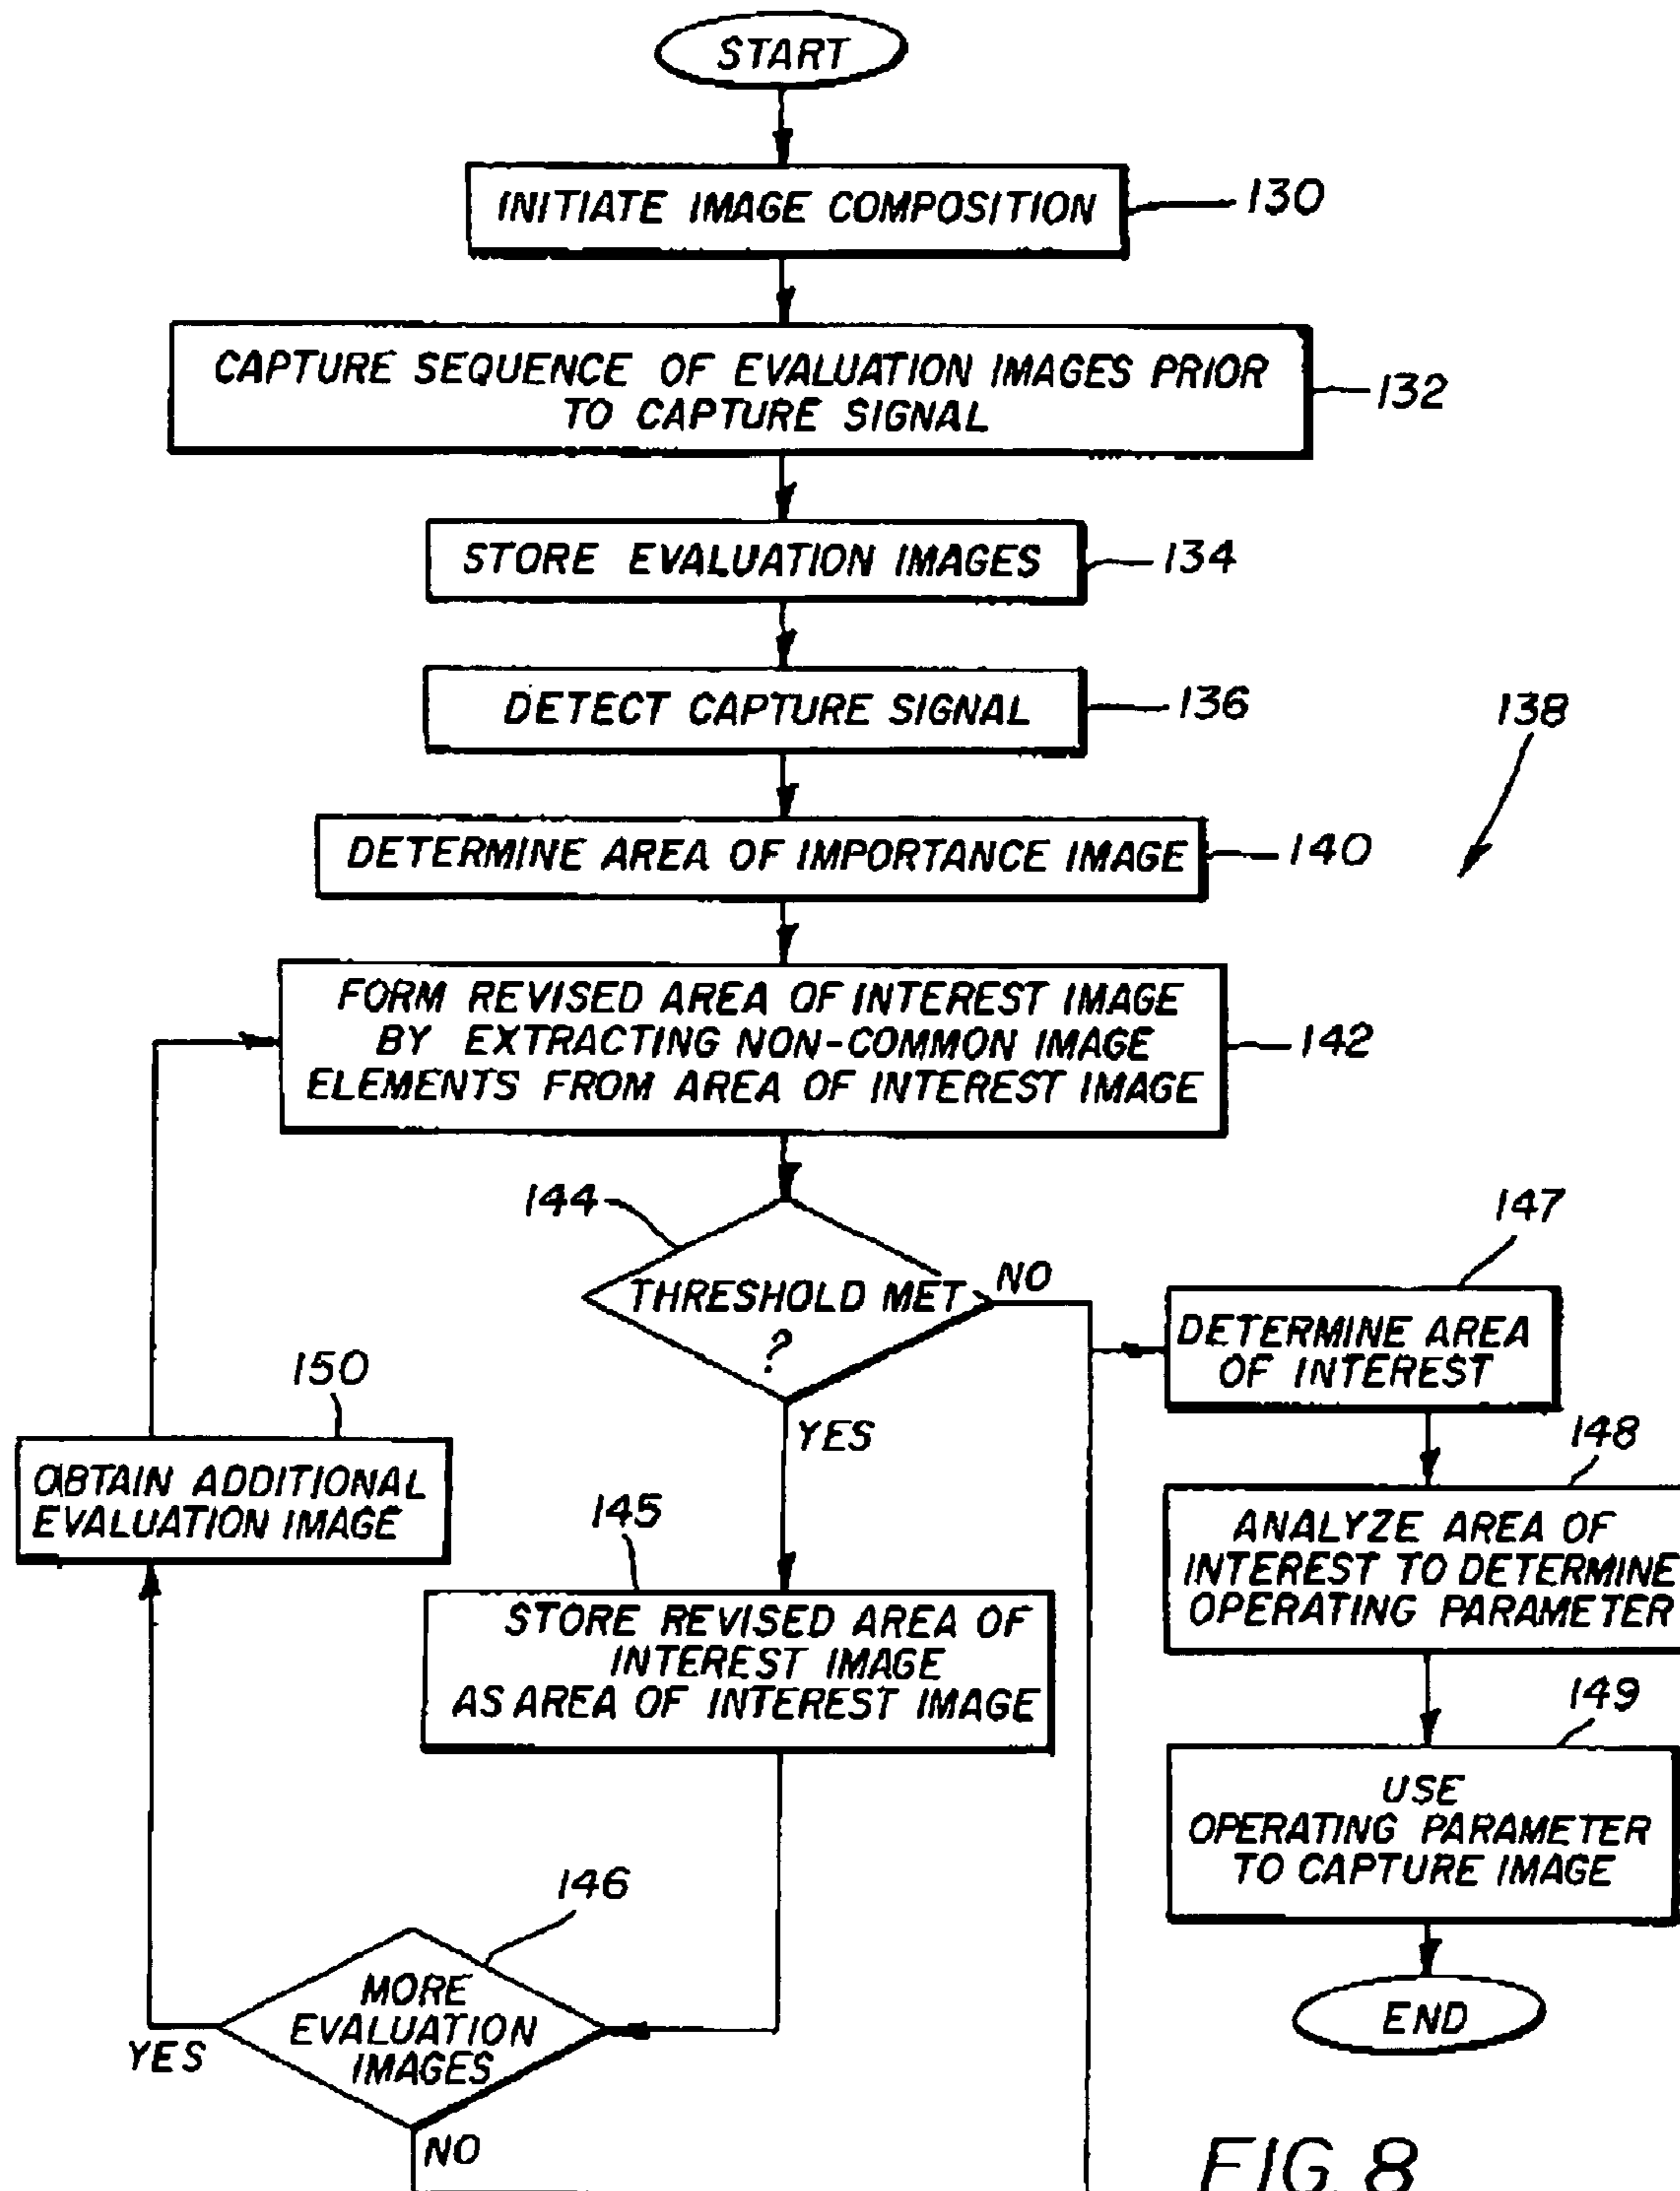 START
INITIATE IMAGE COMPOSITION
130
CAPTURE SEQUENCE OF EVALUATION IMAGES PRIOR
TO CAPTURE SIGNAL
132
STORE EVALUATION IMAGES
134
DETECT CAPTURE SIGNAL
136
138
DETERMINE AREA OF IMPORTANCE IMAGE
140
FORM REVISED AREA OF INTEREST IMAGE
BY EXTRACTING NON-COMMON IMAGE
ELEMENTS FROM AREA OF INTEREST IMAGE
142
144
THRESHOLD MET
?
NO
YES
147
DETERMINE AREA
OF INTEREST
148
ANALYZE AREA OF
INTEREST TO DETERMINE
OPERATING PARAMETER
149
USE
OPERATING PARAMETER
TO CAPTURE IMAGE
END
150
OBTAIN ADDITIONAL
EVALUATION IMAGE
145
STORE REVISED AREA OF
INTEREST IMAGE
AS AREA OF INTEREST IMAGE
146
MORE
EVALUATION
IMAGES
YES
NO
FIG. 8